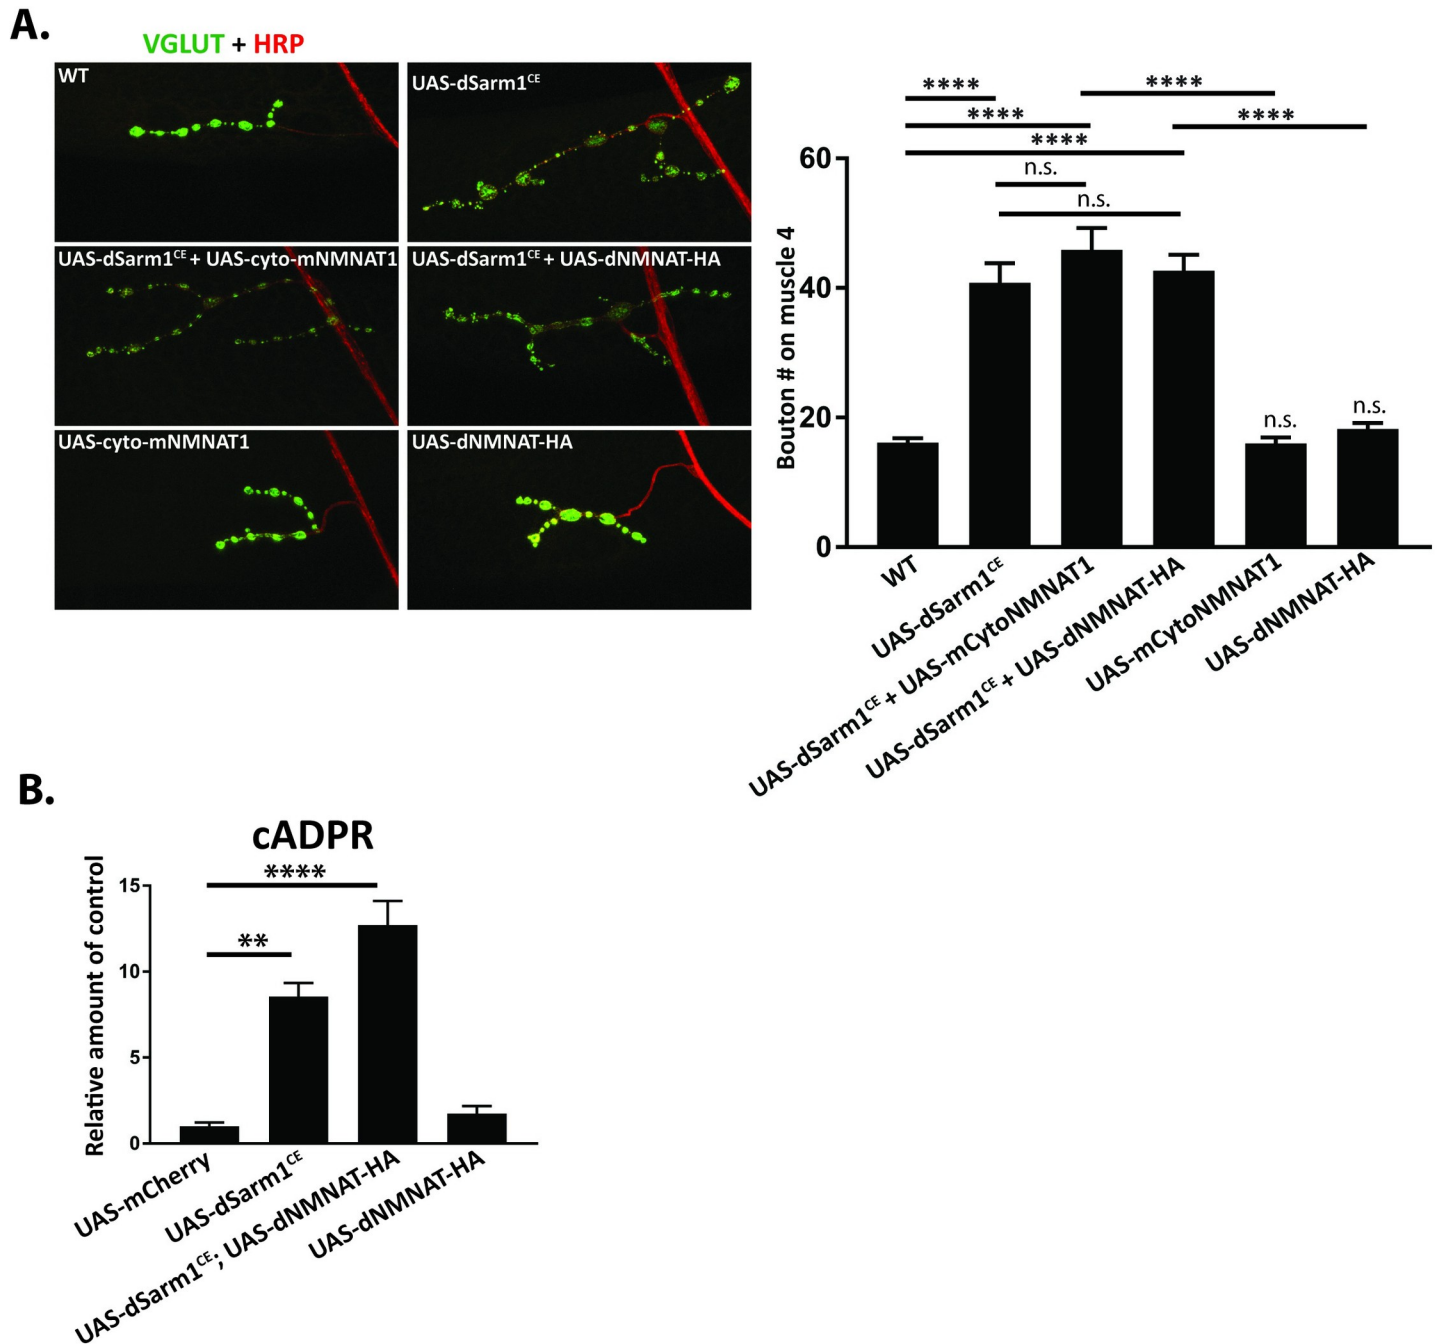 A.
VGLUT + HRP
WT
UAS-dSarm1CE
UAS-dSarm1CE + UAS-cyto-mNMNAT1
UAS-dSarm1CE + UAS-dNMNAT-HA
UAS-cyto-mNMNAT1
UAS-dNMNAT-HA
****
****
****
****
****
n.s.
n.s.
n.s.
n.s.
Bouton # on muscle 4
60
40
20
0
WT
UAS-dSarm1CE
UAS-dSarm1CE + UAS-mCytoNMNAT1
UAS-dSarm1CE + UAS-dNMNAT-HA
UAS-mCytoNMNAT1
UAS-dNMNAT-HA
B.
cADPR
****
**
Relative amount of control
15
10
5
0
UAS-mCherry
UAS-dSarm1CE
UAS-dSarm1CE; UAS-dNMNAT-HA
UAS-dNMNAT-HA